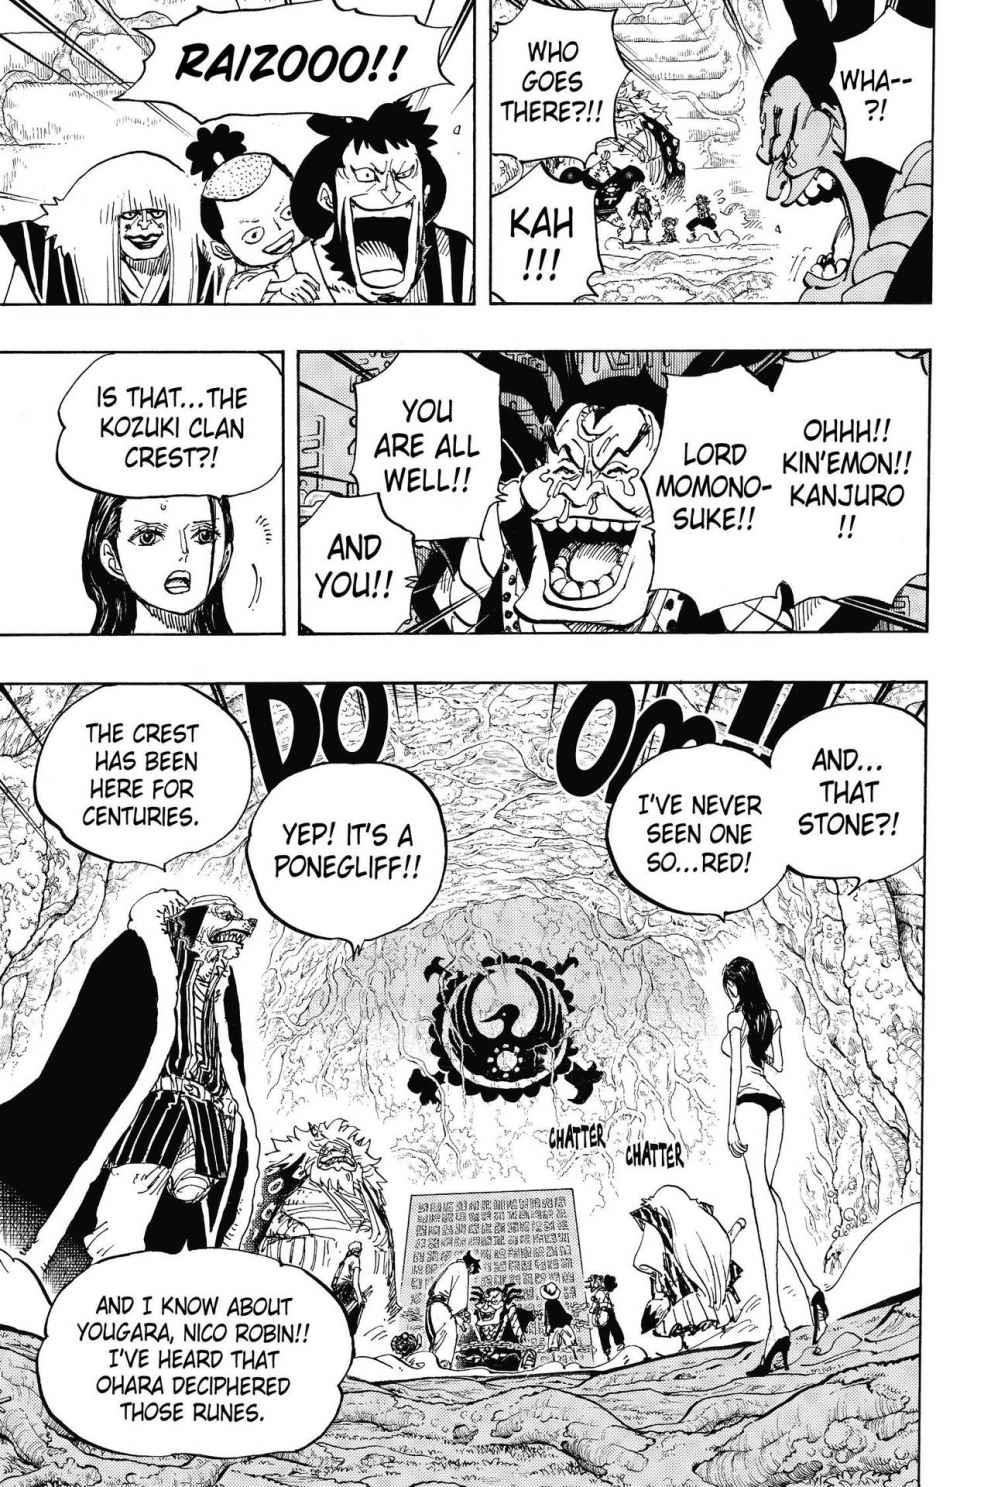 WHA--
?!
WHO
GOES
THERE?!!
KAH
!!!
RAIZOOO!!
OHHH!!
KIN'EMON!!
KANJURO
!!
LORD
MOMONO-
SUKE!!
YOU
ARE ALL
WELL!!
AND
YOU!!
IS THAT...THE
KOZUKI CLAN
CREST?!
DOOM!!
AND...
THAT
STONE?!
I'VE NEVER
SEEN ONE
SO...RED!
YEP! IT'S A
PONEGLIFF!!
THE CREST
HAS BEEN
HERE FOR
CENTURIES.
CHATTER
CHATTER
AND I KNOW ABOUT
YOUGARA, NICO ROBIN!!
I'VE HEARD THAT
OHARA DECIPHERED
THOSE RUNES.